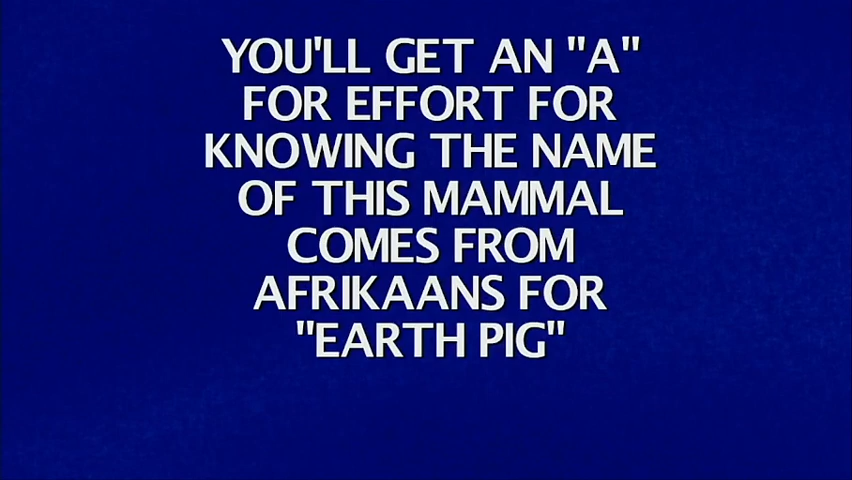 YOU'LL GET AN "A"
FOR EFFORT FOR
KNOWING THE NAME
OF THIS MAMMAL
COMES FROM
AFRIKAANS FOR
"EARTH PIG"